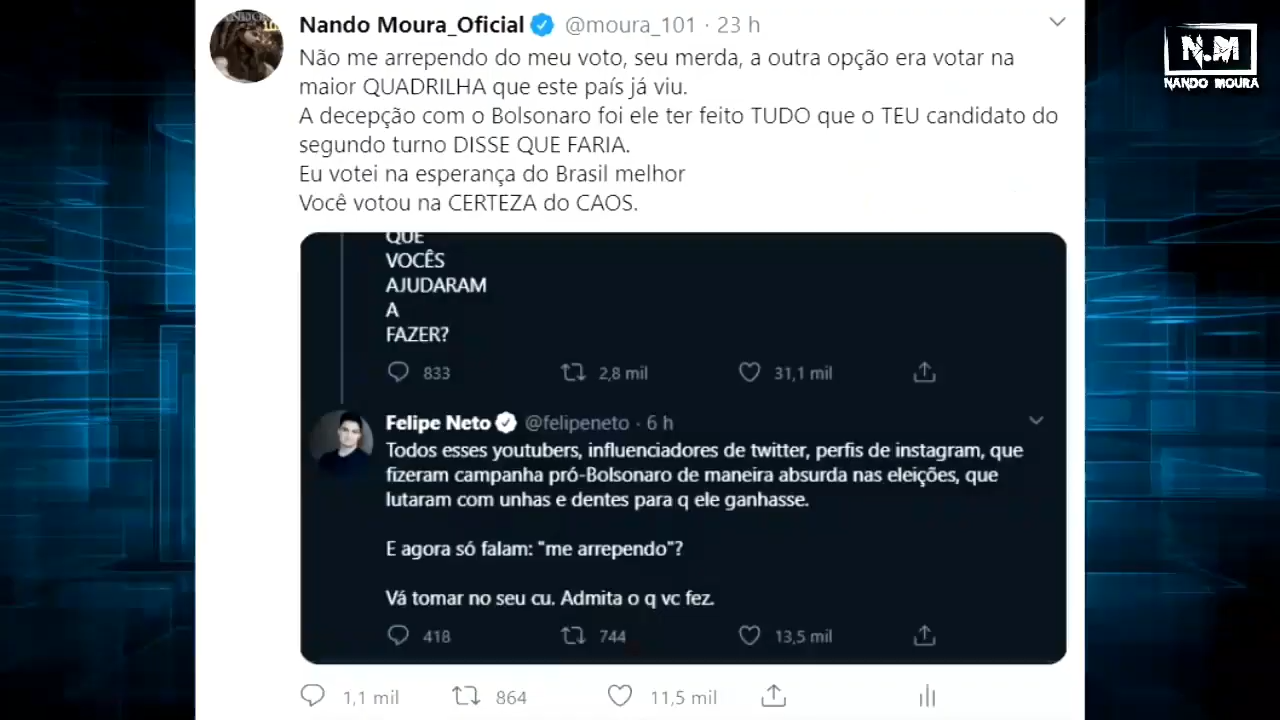 Nando Moura_Oficial @moura_101 · 23 h
Não me arrependo do meu voto, seu merda, a outra opção era votar na
maior QUADRILHA que este país já viu.
A decepção com o Bolsonaro foi ele ter feito TUDO que o TEU candidato do
segundo turno DISSE QUE FARIA.
Eu votei na esperança do Brasil melhor
Você votou na CERTEZA do CAOS.
QUE
VOCÊS
AJUDARAM
A
FAZER?
833 2,8 mil 31,1 mil
Felipe Neto @felipeneto · 6 h
Todos esses youtubers, influenciadores de twitter, perfis de instagram, que
fizeram campanha pró-Bolsonaro de maneira absurda nas eleições, que
lutaram com unhas e dentes para q ele ganhasse.
E agora só falam: "me arrependo"?
Vá tomar no seu cu. Admita o q vc fez.
418 744 13,5 mil
1,1 mil 864 11,5 mil
N.M
NANDO MOURA